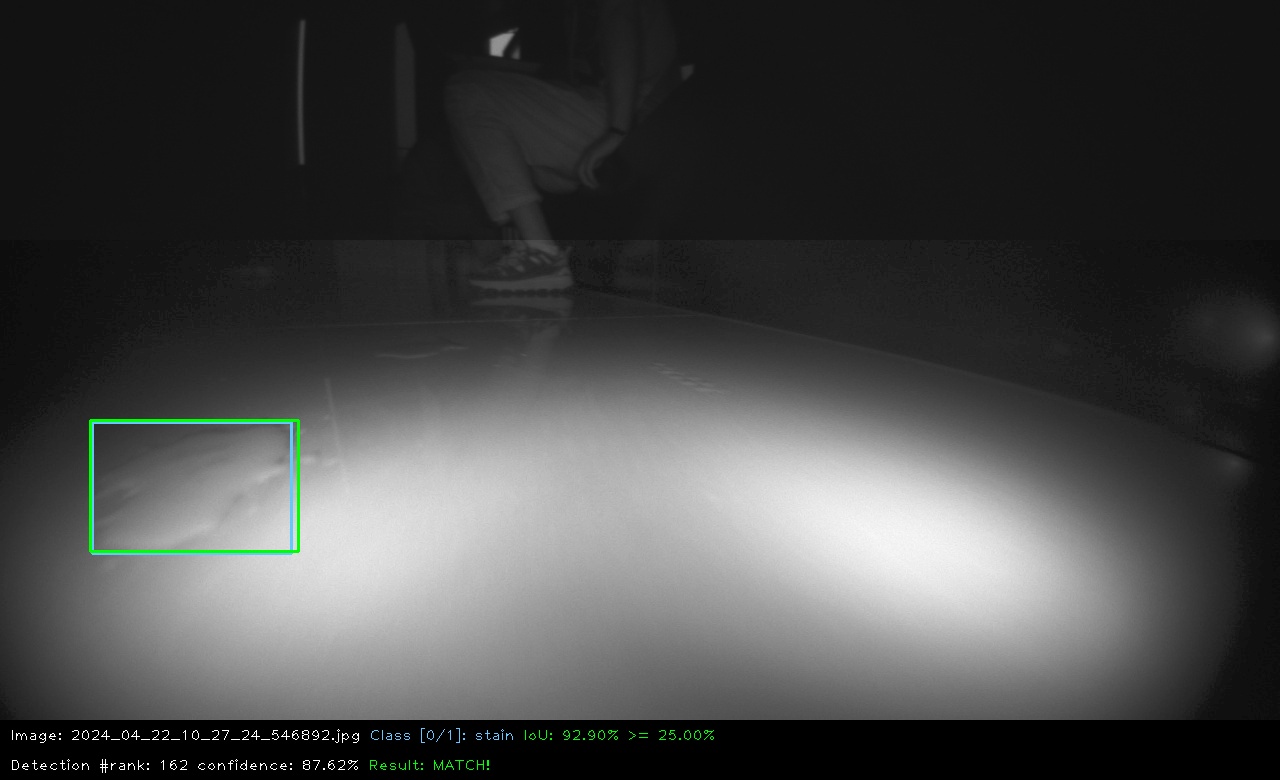 Image: 2024_04_22_10_27_24_546892.jpg Class [0/1]: stain IoU: 92.90% >= 25.00%
Detection #rank: 162 confidence: 87.62% Result: MATCH!